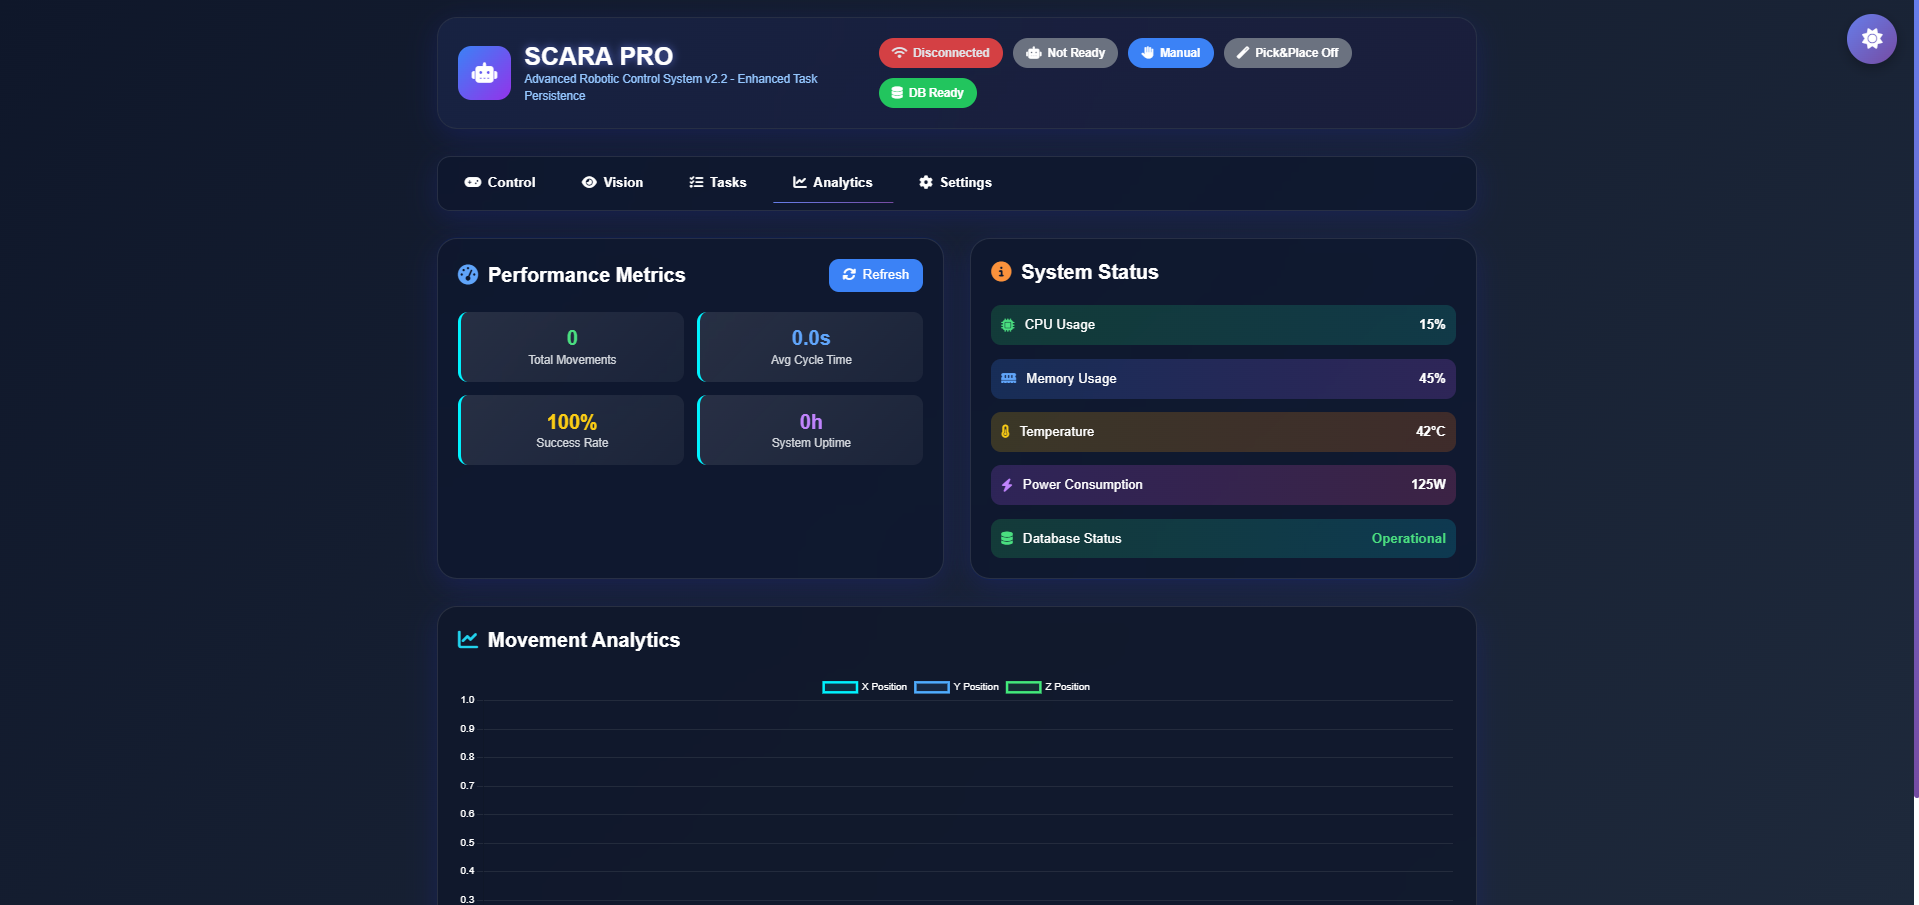 SCARA PRO
Advanced Robotic Control System v2.2 - Enhanced Task
Persistence
Disconnected
Not Ready
Manual
Pick&Place Off
DB Ready
Control
Vision
Tasks
Analytics
Settings
Performance Metrics
Refresh
0
Total Movements
0.0s
Avg Cycle Time
100%
Success Rate
0h
System Uptime
System Status
CPU Usage 15%
Memory Usage 45%
Temperature 42°C
Power Consumption 125W
Database Status Operational
Movement Analytics
X Position Y Position Z Position
1.0
0.9
0.8
0.7
0.6
0.5
0.4
0.3